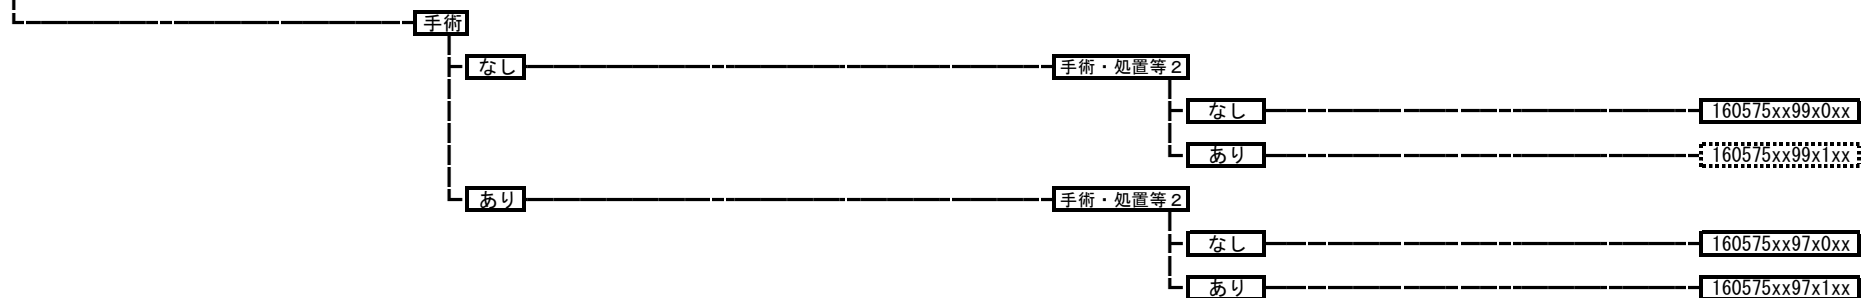 手術
なし 手術・処置等２
なし 160575xx99x0xx
あり 160575xx99x1xx
あり 手術・処置等２
なし 160575xx97x0xx
あり 160575xx97x1xx